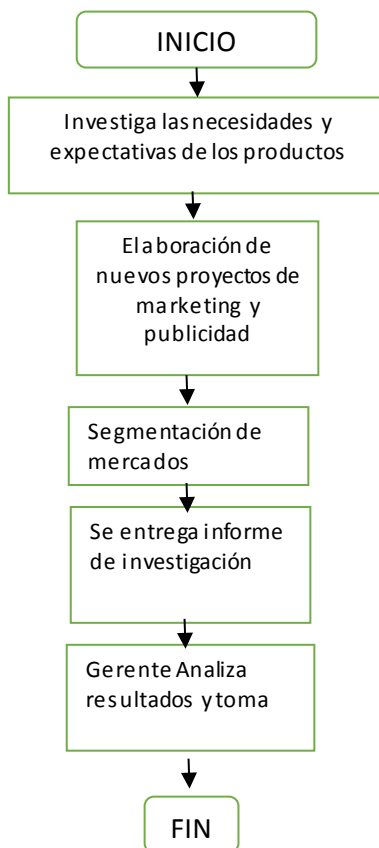 INICIO
Investiga las necesidades y
expectativas de los productos
Elaboración de
nuevos proyectos de
marketing y
publicidad
Segmentación de
mercados
Se entrega informe
de investigación
Gerente Analiza
resultados y toma
FIN